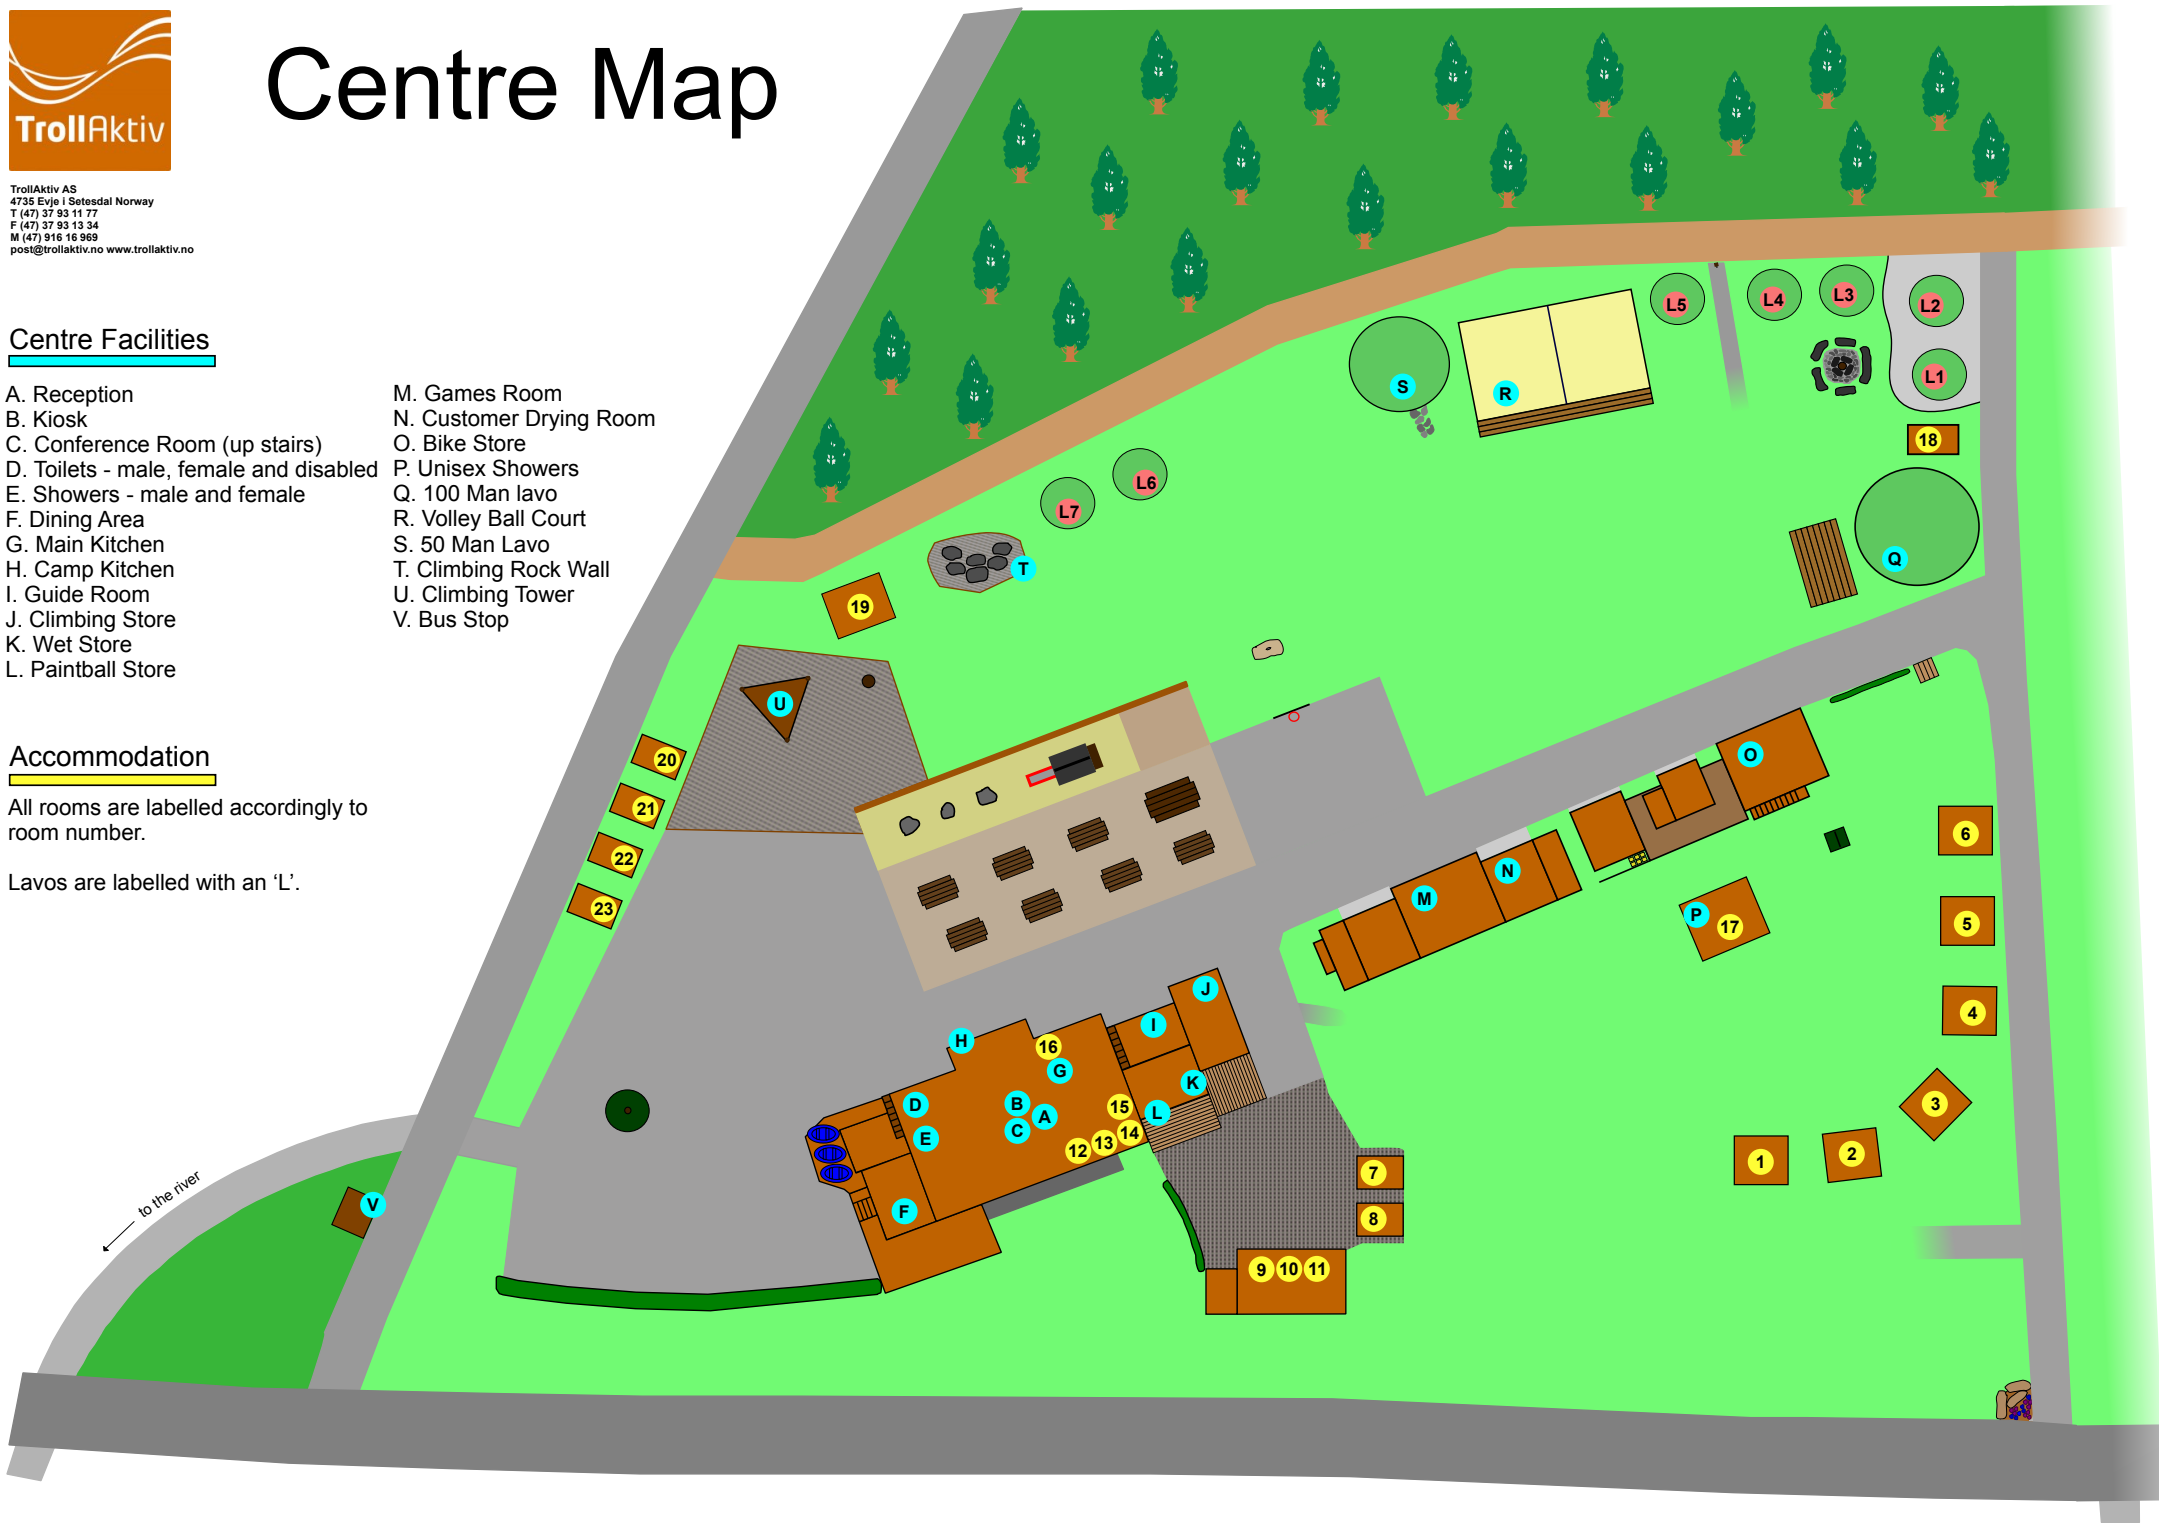 Centre Map
TrollAktiv
TrollAktiv AS
4735 Evje i Setesdal Norway
T (47) 37 93 11 77
F (47) 37 93 13 34
M (47) 916 16 969
post@trollaktiv.no www.trollaktiv.no
Centre Facilities
A. Reception
B. Kiosk
C. Conference Room (up stairs)
D. Toilets - male, female and disabled
E. Showers - male and female
F. Dining Area
G. Main Kitchen
H. Camp Kitchen
I. Guide Room
J. Climbing Store
K. Wet Store
L. Paintball Store
M. Games Room
N. Customer Drying Room
O. Bike Store
P. Unisex Showers
Q. 100 Man lavo
R. Volley Ball Court
S. 50 Man Lavo
T. Climbing Rock Wall
U. Climbing Tower
V. Bus Stop
Accommodation
All rooms are labelled accordingly to
room number.
Lavos are labelled with an ‘L’.
L5
L4
L3
L2
L1
S
R
18
L6
L7
Q
T
19
U
20
21
22
23
O
N
M
P
17
6
5
4
3
2
1
J
I
H
16
G
K
D
B
A
15
L
E
C
14
13
12
F
7
8
9
10
11
V
to the river